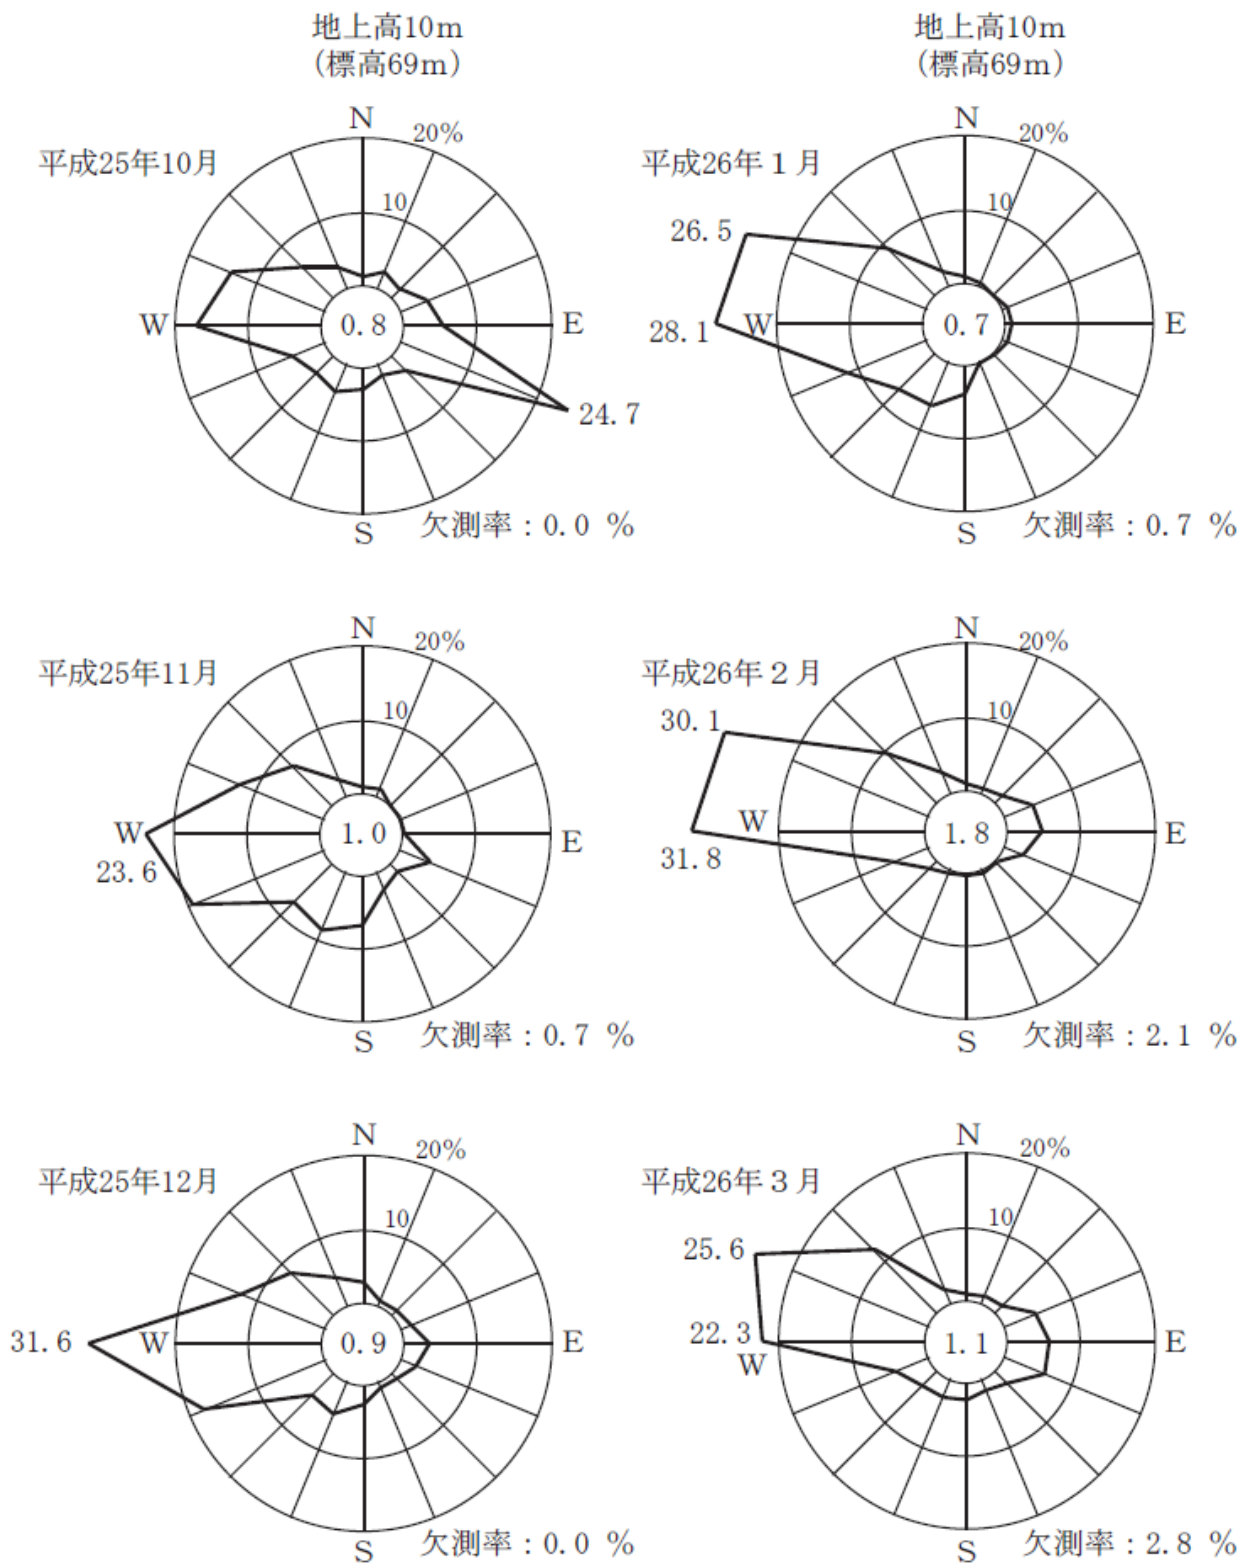 地上高10m
(標高69m)
地上高10m
(標高69m)
平成25年10月
N
20%
10
W
0.8
E
24.7
S
欠測率：0.0 %
平成26年1月
N
20%
10
26.5
28.1
W
0.7
E
S
欠測率：0.7 %
平成25年11月
N
20%
10
W
1.0
E
23.6
S
欠測率：0.7 %
平成26年2月
N
20%
10
30.1
W
1.8
E
31.8
S
欠測率：2.1 %
平成25年12月
N
20%
10
31.6
W
0.9
E
S
欠測率：0.0 %
平成26年3月
N
20%
10
25.6
22.3
W
1.1
E
S
欠測率：2.8 %